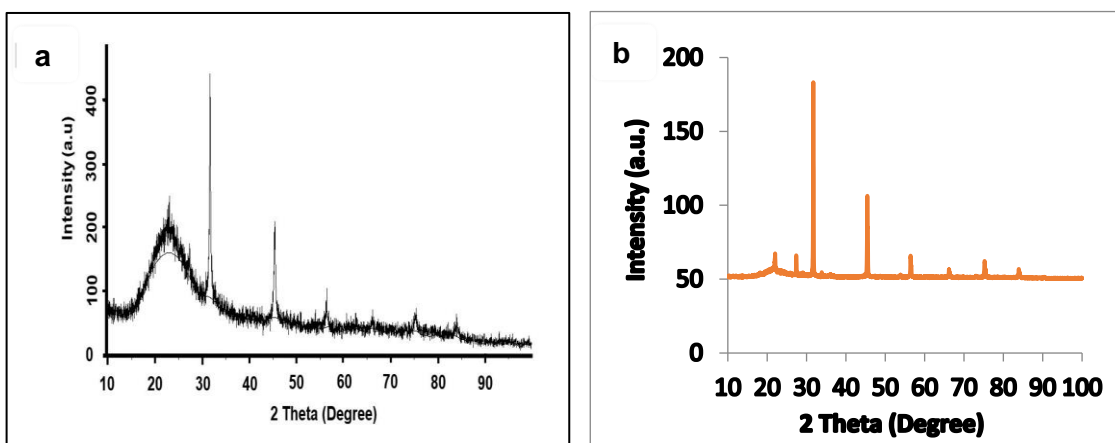 a
Intensity (a.u)
400
300
200
100
0
10 20 30 40 50 60 70 80 90
2 Theta (Degree)
b
Intensity (a.u.)
200
150
100
50
0
10 20 30 40 50 60 70 80 90 100
2 Theta (Degree)